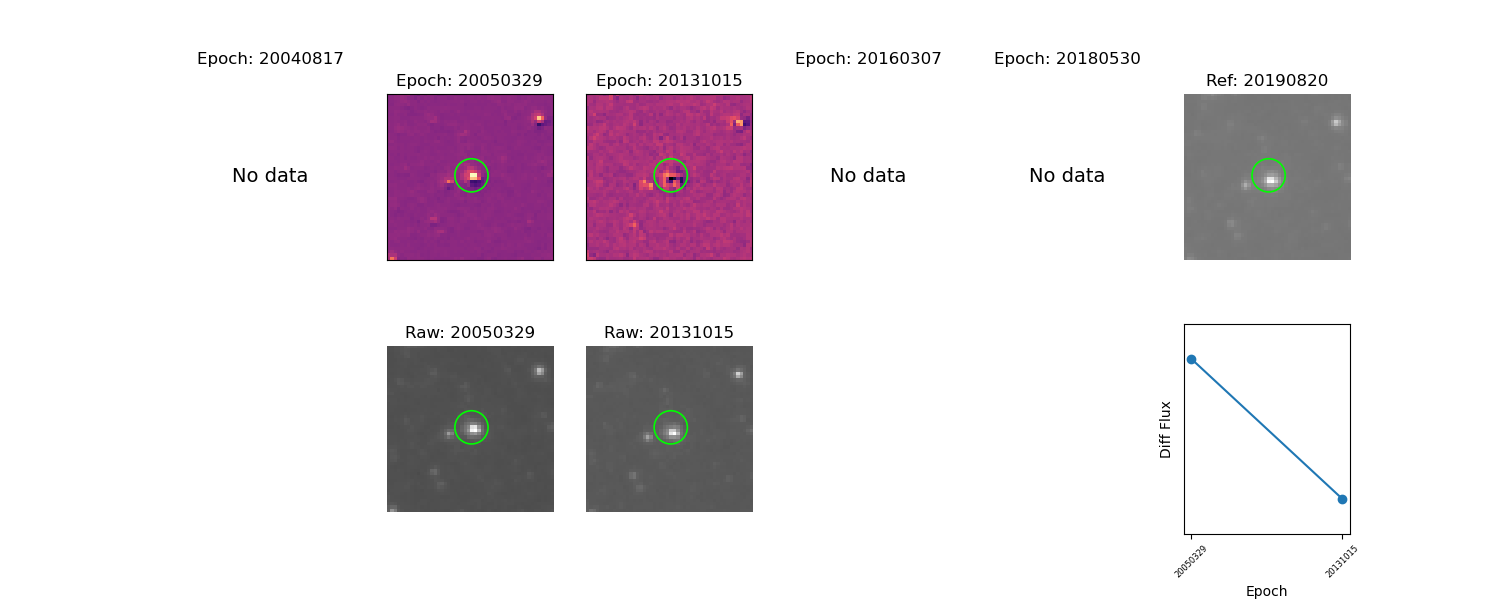 Epoch: 20040817
Epoch: 20160307
Epoch: 20180530
Epoch: 20050329
Epoch: 20131015
Ref: 20190820
No data
No data
No data
Raw: 20050329
Raw: 20131015
Diff Flux
20050329
20131015
Epoch